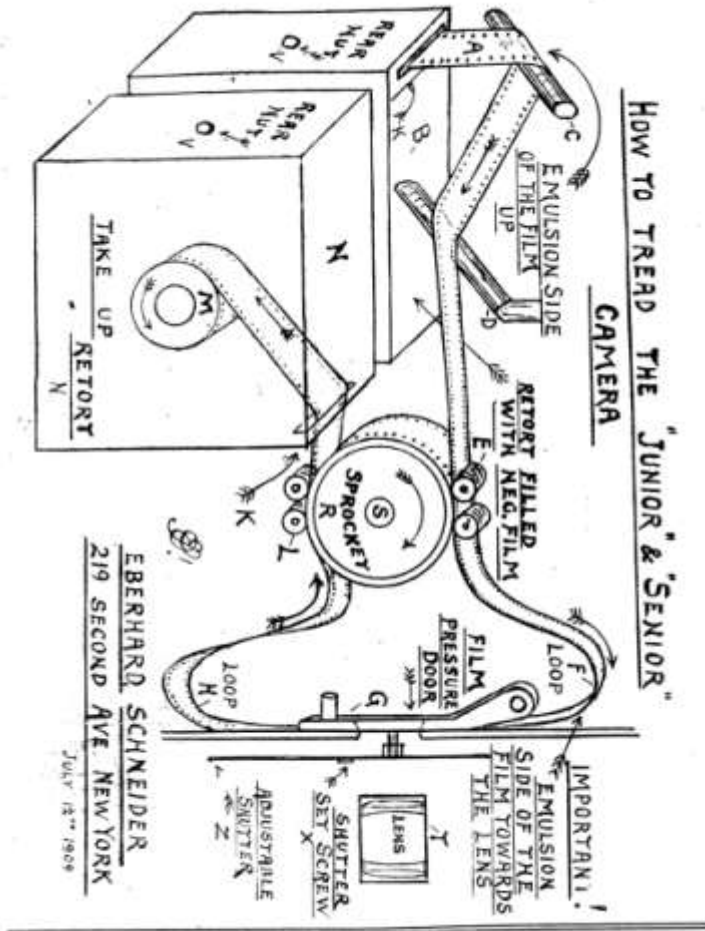 HOW TO TREAD THE "JUNIOR" & "SENIOR"
CAMERA
REAR
NUT
V
REAR
NUT
V
A
B
K
C
D
EMULSION SIDE
OF THE FILM
UP
RETORT FILLED
WITH NEG. FILM
N
M
TAKE UP
RETORT
N
E
K
L
SPROCKEY
R
S
F
LOOP
FILM
PRESSURE
DOOR
G
LOOP
H
IMPORTANT!
EMULSION
SIDE OF THE
FILM TOWARDS
THE LENS
T
LENS
SHUTTER
SET SCREW
X
ADJUSTABLE
SHUTTER
Z
EBERHARD SCHNEIDER
219 SECOND AVE. NEW YORK
JULY 12TH 1909